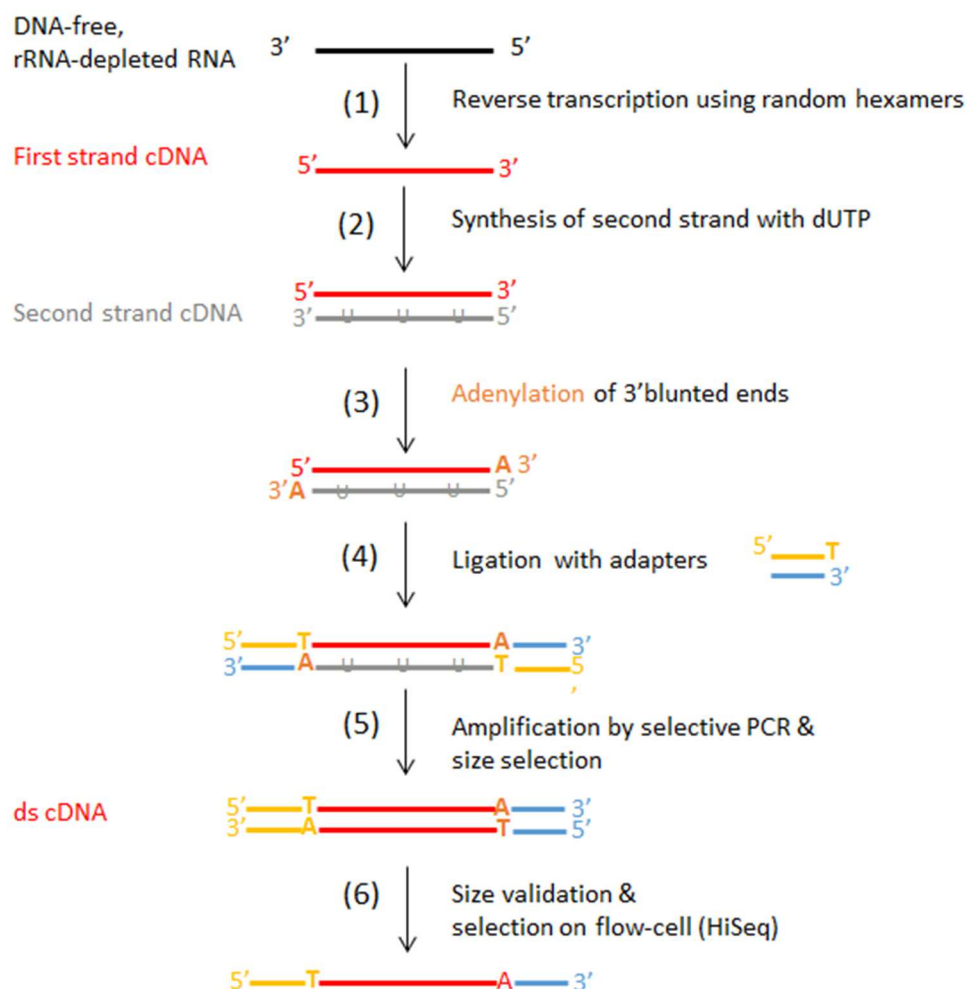 DNA-free,
rRNA-depleted RNA 3’ 5’
(1) Reverse transcription using random hexamers
First strand cDNA 5’ 3’
(2) Synthesis of second strand with dUTP
5’ 3’
Second strand cDNA 3’ U U U 5’
(3) Adenylation of 3’blunted ends
5’ A 3’
3’A U U U 5’
(4) Ligation with adapters
5’ T
3’
5’ T A 3’
3’ A U U U T 5
’
(5) Amplification by selective PCR &
size selection
ds cDNA
5’ T A 3’
3’ A T 5’
(6) Size validation &
selection on flow-cell (HiSeq)
5’ T A 3’